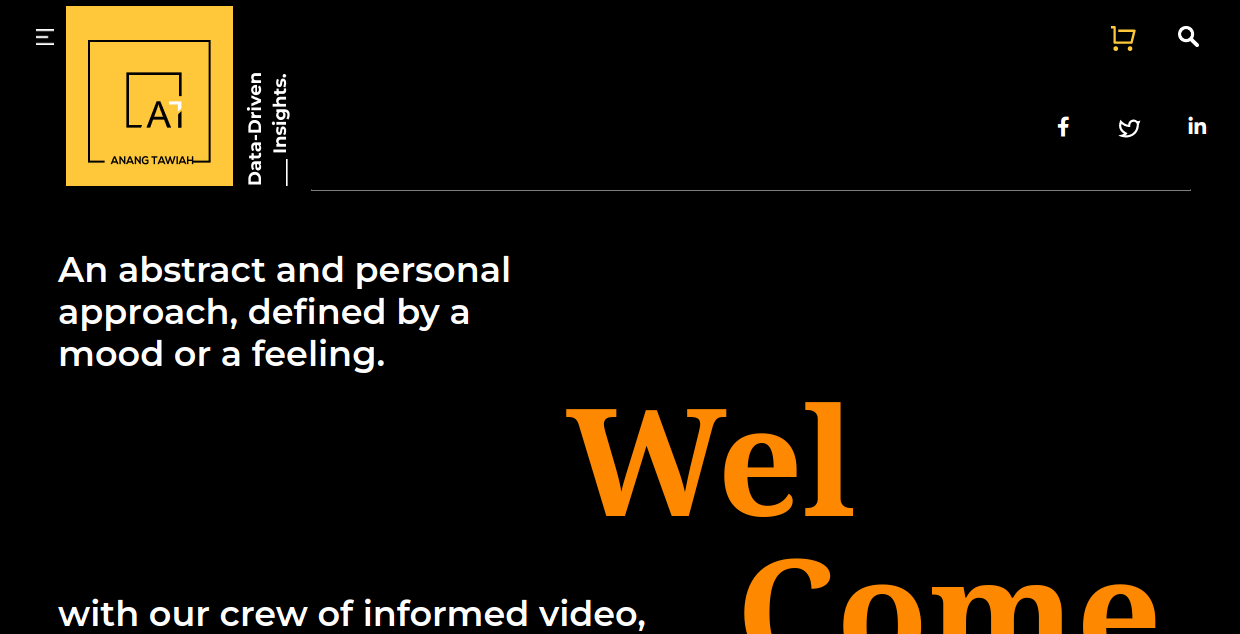 AT
ANANG TAWIAH
Data-Driven
Insights.
An abstract and personal
approach, defined by a
mood or a feeling.
Wel
Come
with our crew of informed video,